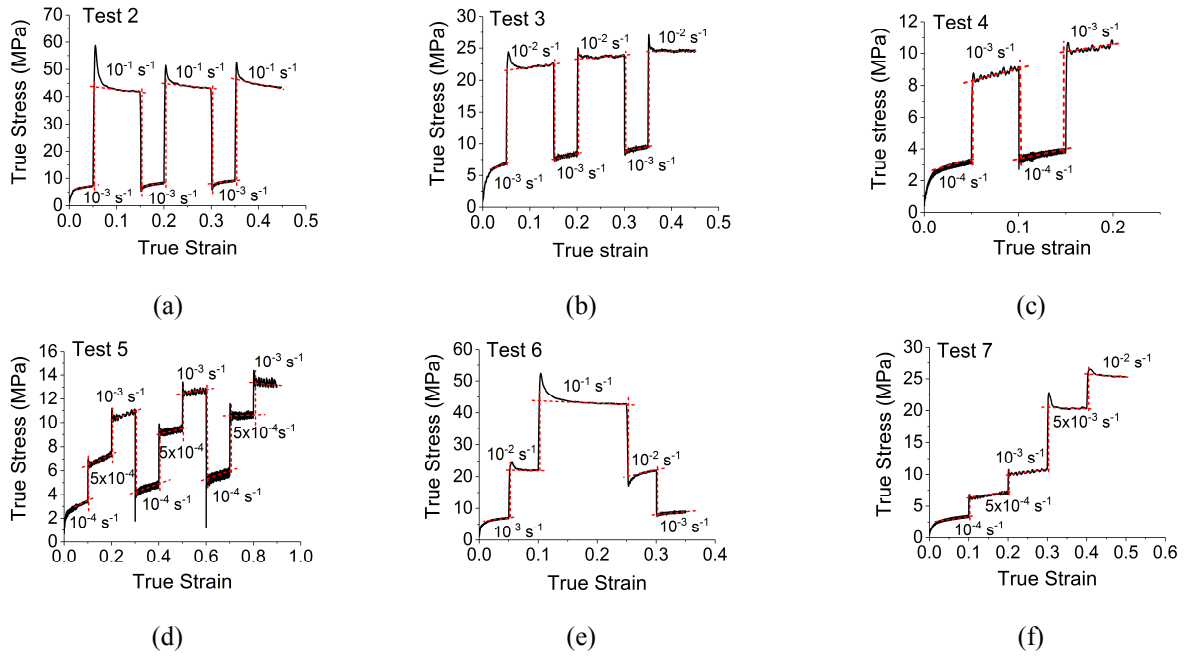 Test 2
True Stress (MPa)
60
50
40
30
20
10
0
10⁻¹ s⁻¹
10⁻¹ s⁻¹
10⁻¹ s⁻¹
10⁻³ s⁻¹
10⁻³ s⁻¹
10⁻³ s⁻¹
0.0 0.1 0.2 0.3 0.4 0.5
True Strain
(a)
Test 3
True Stress (MPa)
30
25
20
15
10
5
0
10⁻² s⁻¹
10⁻² s⁻¹
10⁻² s⁻¹
10⁻³ s⁻¹
10⁻³ s⁻¹
10⁻³ s⁻¹
0.0 0.1 0.2 0.3 0.4 0.5
True strain
(b)
Test 4
True stress (MPa)
12
10
8
6
4
2
0
10⁻³ s⁻¹
10⁻³ s⁻¹
10⁻⁴ s⁻¹
10⁻⁴ s⁻¹
0.0 0.1 0.2
True strain
(c)
Test 5
True Stress (MPa)
16
14
12
10
8
6
4
2
0
10⁻³ s⁻¹
10⁻³ s⁻¹
10⁻³ s⁻¹
5x10⁻⁴
5x10⁻⁴
5x10⁻⁴s⁻¹
10⁻⁴ s⁻¹
10⁻⁴ s⁻¹
10⁻⁴ s⁻¹
0.0 0.2 0.4 0.6 0.8 1.0
True Strain
(d)
Test 6
True Stress (MPa)
60
50
40
30
20
10
0
10⁻¹ s⁻¹
10⁻² s⁻¹
10⁻² s⁻¹
10⁻³ s⁻¹
10⁻³ s⁻¹
0.0 0.1 0.2 0.3 0.4
True Strain
(e)
Test 7
True Stress (MPa)
30
25
20
15
10
5
0
10⁻² s⁻¹
5x10⁻³ s⁻¹
10⁻³ s⁻¹
5x10⁻⁴ s⁻¹
10⁻⁴ s⁻¹
0.0 0.1 0.2 0.3 0.4 0.5 0.6
True Strain
(f)